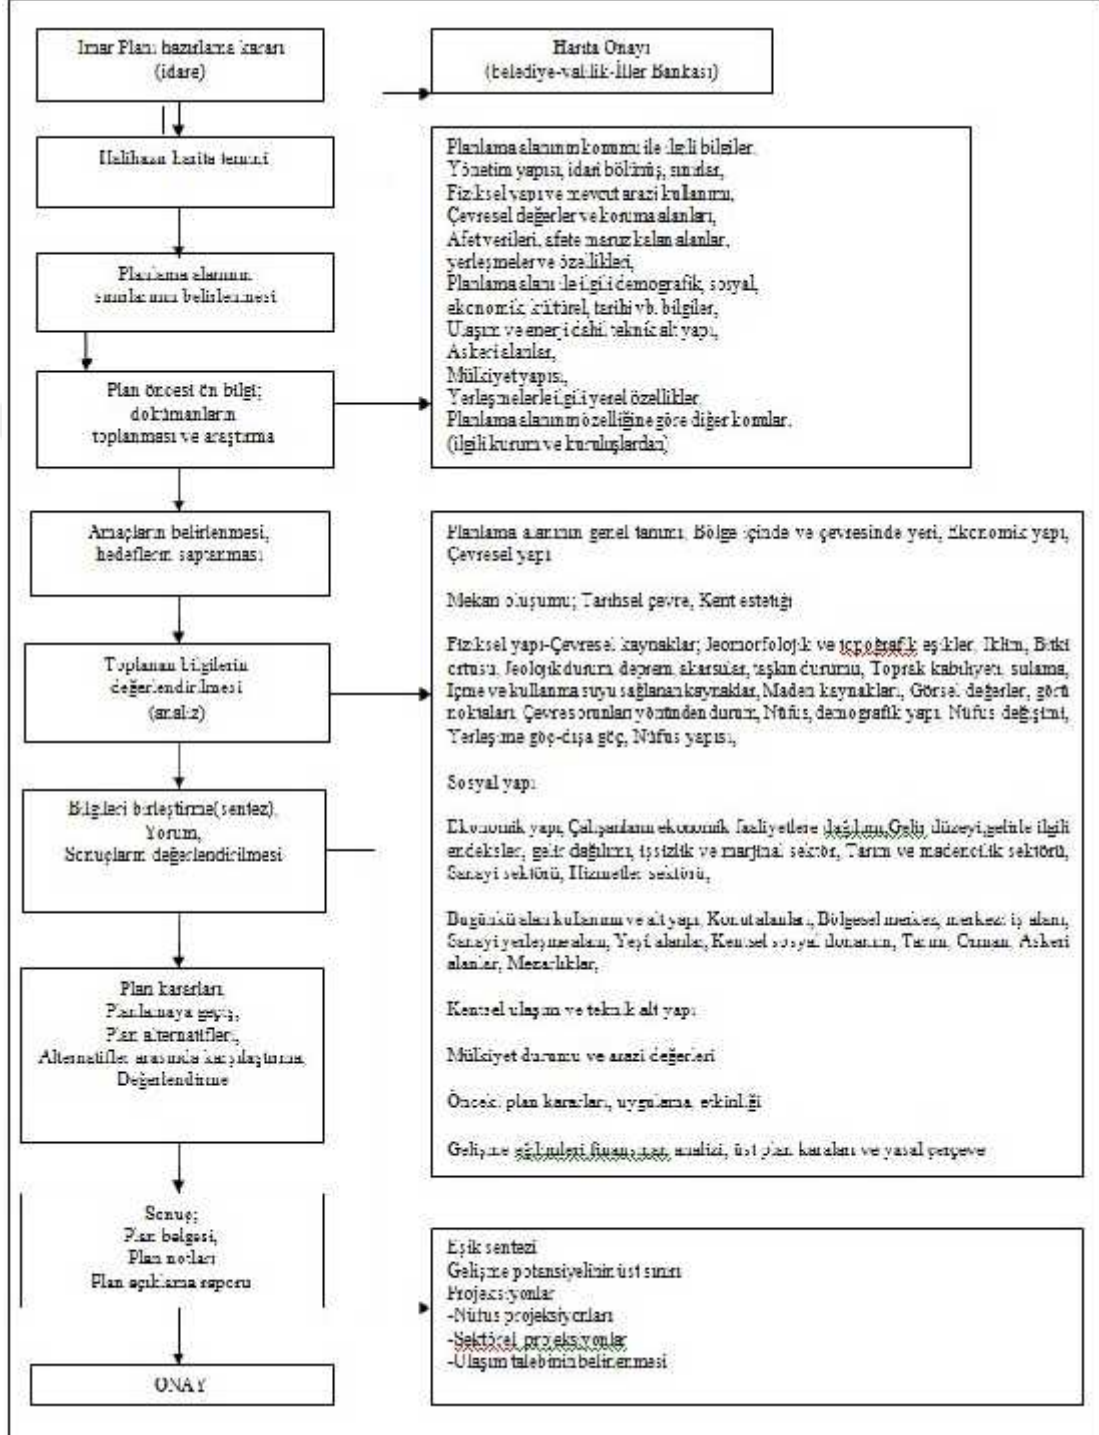 İmar Planı hazırlama kararı
(idare)
Harita Onayı
(belediye-valilik-İller Bankası)
Halihazır harita temini
Planlama alanının konumu ile ilgili bilgiler,
Yönetim yapısı, idari bölünüş, sınırlar,
Fiziksel yapı ve mevcut arazi kullanımı,
Çevresel değerler ve koruma alanları,
Afet verileri, afete maruz kalan alanlar,
yerleşmeler ve özellikleri,
Planlama alanı ile ilgili demografik, sosyal,
ekonomik, kültürel, tarihi vb. bilgiler,
Ulaşım ve enerji dahil teknik alt yapı,
Askeri alanlar,
Mülkiyet yapısı,
Yerleşmelerle ilgili yerel özellikler,
Planlama alanının özelliğine göre diğer konular.
(ilgili kurum ve kuruluşlardan)
Planlama alanının
sınırlarının belirlenmesi
Plan öncesi ön bilgi;
dokümanların
toplanması ve araştırma
Amaçların belirlenmesi,
hedeflerin saptanması
Toplanan bilgilerin
değerlendirilmesi
(analiz)
Bilgileri birleştirme(sentez),
Yorum,
Sonuçların değerlendirilmesi
Planlama alanının genel tanımı, Bölge içinde ve çevresinde yeri, Ekonomik yapı,
Çevresel yapı
Mekan oluşumu; Tarihsel çevre, Kent estetiği
Fiziksel yapı-Çevresel kaynaklar; Jeomorfolojik ve topoğrafik eşikler, İklim, Bitki
örtüsü, Jeolojik durum, deprem, akarsular, taşkın durumu, Toprak kabiliyeti, sulama,
İçme ve kullanma suyu sağlanan kaynaklar, Maden kaynakları, Görsel değerler, görü
noktaları, Çevre sorunları yönünden durum, Nüfus, demografik yapı, Nüfus değişimi,
Yerleşime göç-dışa göç, Nüfus yapısı,
Sosyal yapı
Ekonomik yapı, Çalışanların ekonomik faaliyetlere dağılımı,Gelir düzeyi,gelirle ilgili
endeksler, gelir dağılımı, işsizlik ve marjinal sektör, Tarım ve madencilik sektörü,
Sanayi sektörü, Hizmetler sektörü,
Bugünkü alan kullanımı ve alt yapı, Konut alanları, Bölgesel merkez, merkezi iş alanı,
Sanayi yerleşme alanı, Yeşil alanlar, Kentsel sosyal donanım, Tarım, Orman, Askeri
alanlar, Mezarlıklar,
Kentsel ulaşım ve teknik alt yapı
Mülkiyet durumu ve arazi değerleri
Önceki plan kararları, uygulama, etkinliği
Gelişme eğilimleri finansman analizi, üst plan kararları ve yasal çerçeve
Plan kararları
Planlamaya geçiş,
Plan alternatifleri,
Alternatifler arasında karşılaştırma,
Değerlendirme
Sonuç;
Plan belgesi,
Plan notları
Plan açıklama raporu
Eşik sentezi
Gelişme potansiyelinin üst sınırı
Projeksiyonlar
-Nüfus projeksiyonları
-Sektörel projeksiyonlar
-Ulaşım talebinin belirlenmesi
ONAY